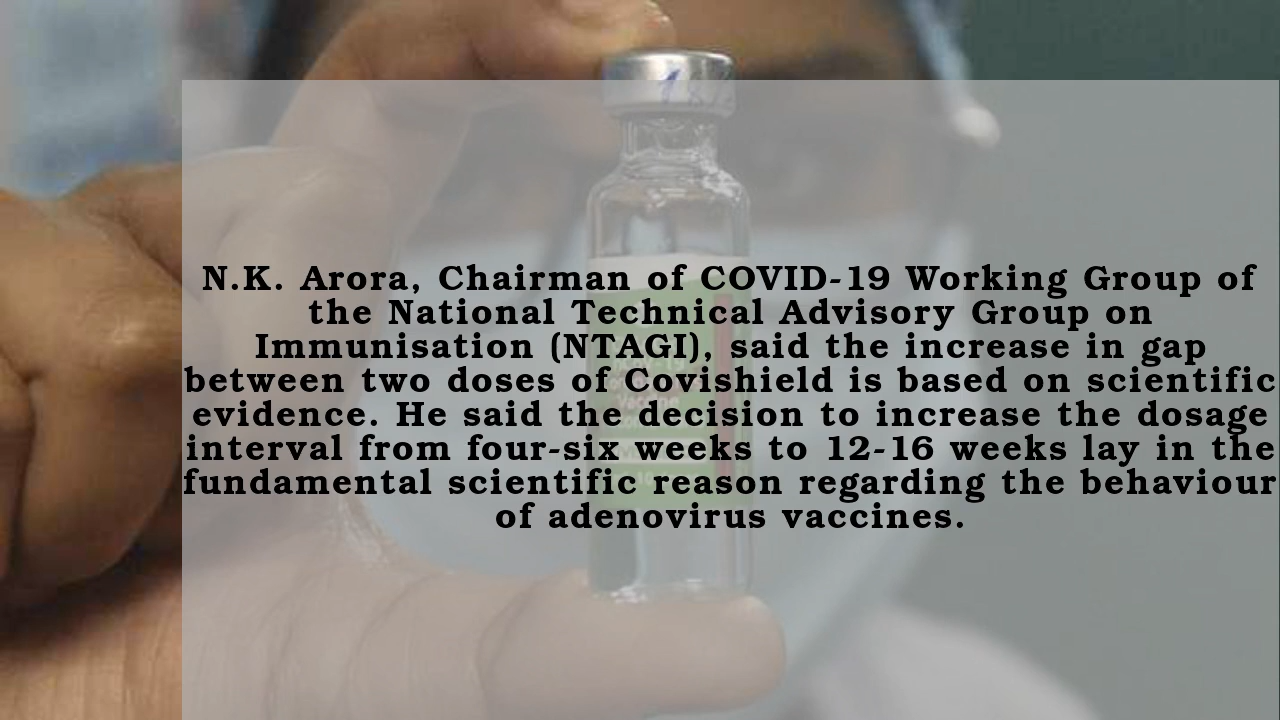 N.K. Arora, Chairman of COVID-19 Working Group of
the National Technical Advisory Group on
Immunisation (NTAGI), said the increase in gap
between two doses of Covishield is based on scientific
evidence. He said the decision to increase the dosage
interval from four-six weeks to 12-16 weeks lay in the
fundamental scientific reason regarding the behaviour
of adenovirus vaccines.